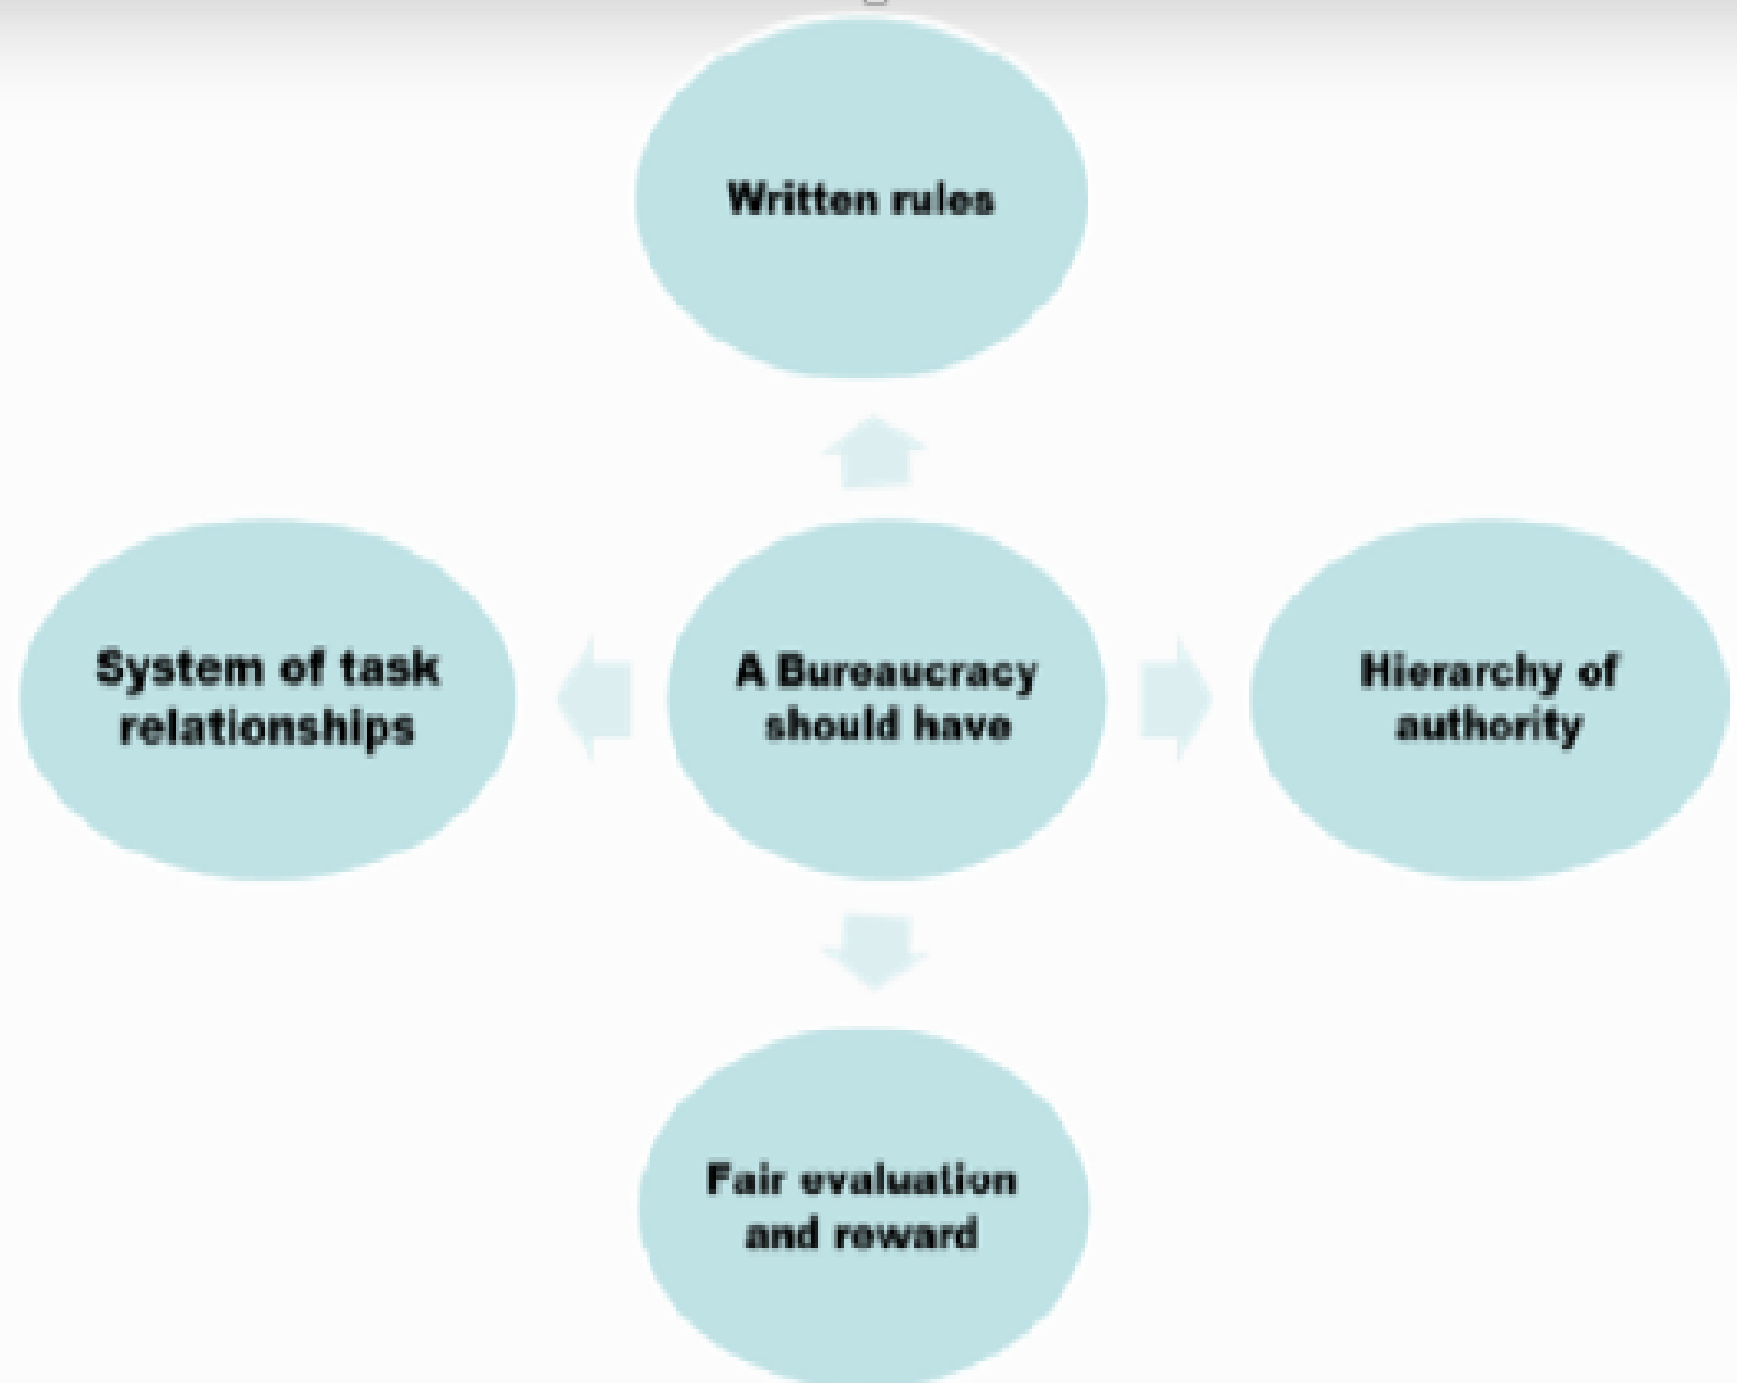 Written rules
System of task
relationships
A Bureaucracy
should have
Hierarchy of
authority
Fair evaluation
and reward